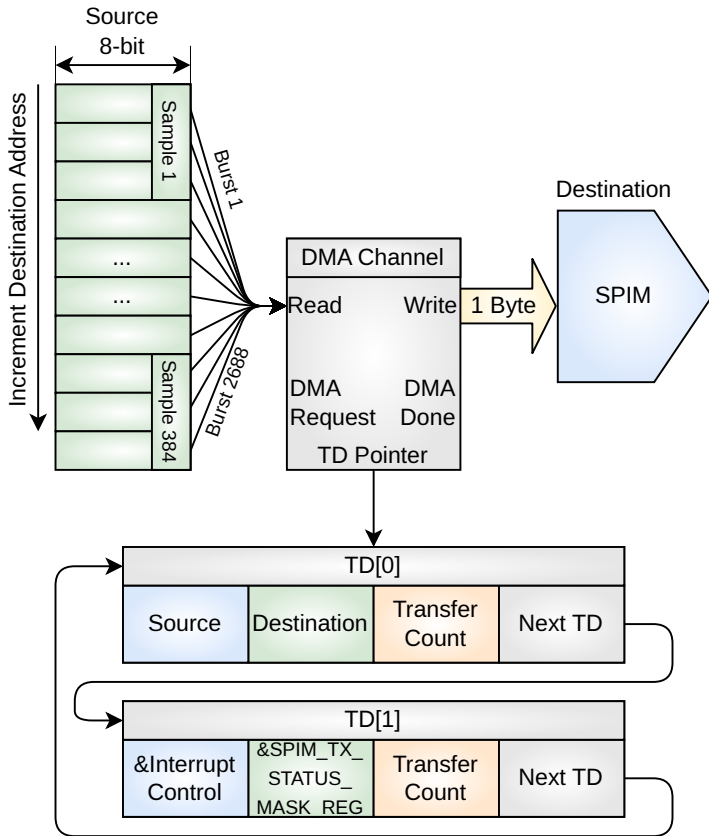 Source
8-bit
Increment Destination Address
Sample 1
...
...
Sample 384
Burst 1
Burst 2688
DMA Channel
Read
Write
DMA
Request
DMA
Done
TD Pointer
1 Byte
Destination
SPIM
TD[0]
Source
Destination
Transfer
Count
Next TD
TD[1]
&Interrupt
Control
&SPIM_TX_
STATUS_
MASK_REG
Transfer
Count
Next TD